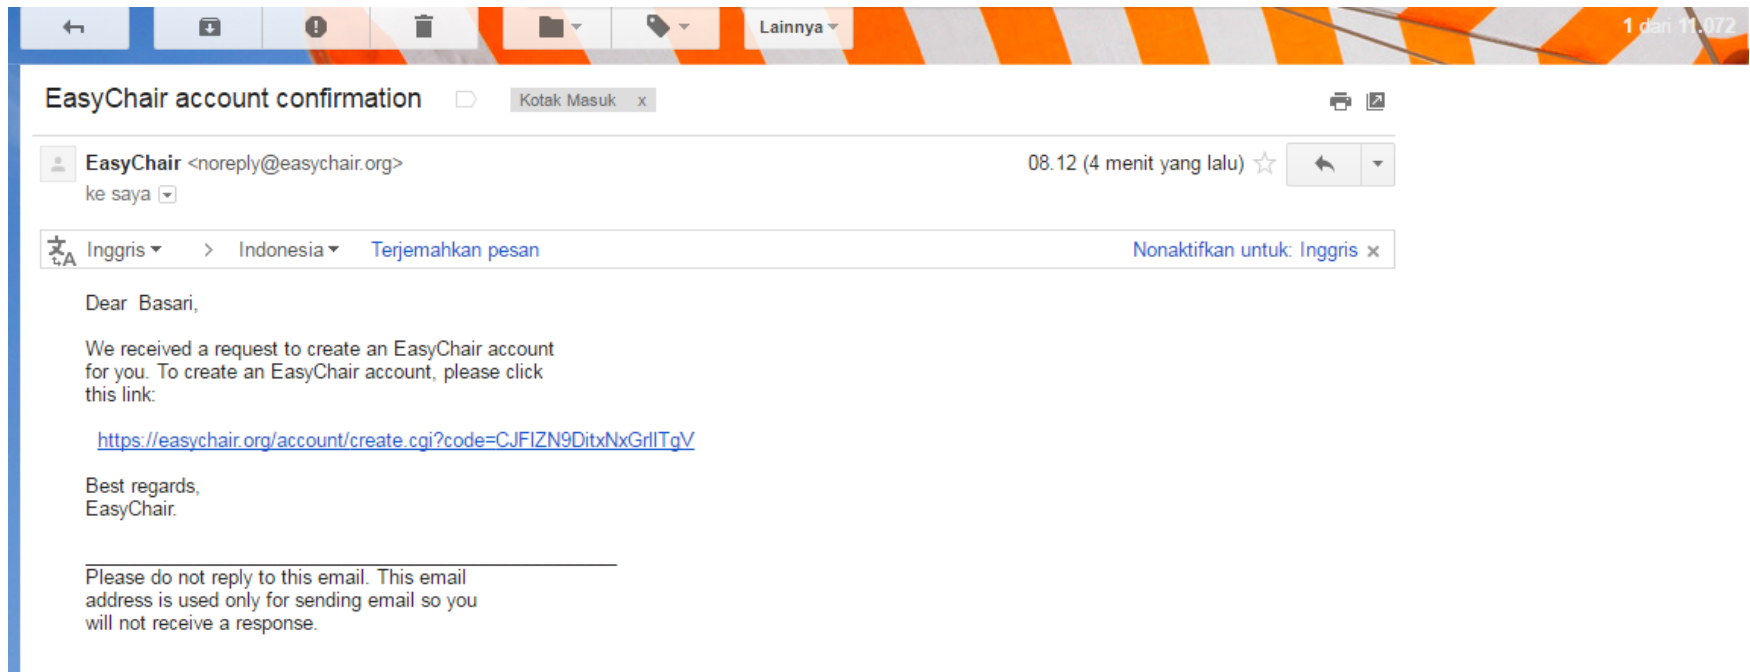 Lainnya
1 dari 11.072
EasyChair account confirmation Kotak Masuk x
EasyChair <noreply@easychair.org> 08.12 (4 menit yang lalu)
ke saya
Inggris > Indonesia Terjemahkan pesan Nonaktifkan untuk: Inggris x
Dear Basari,
We received a request to create an EasyChair account
for you. To create an EasyChair account, please click
this link:
https://easychair.org/account/create.cgi?code=CJFIZN9DitxNxGrlITgV
Best regards,
EasyChair.
Please do not reply to this email. This email
address is used only for sending email so you
will not receive a response.